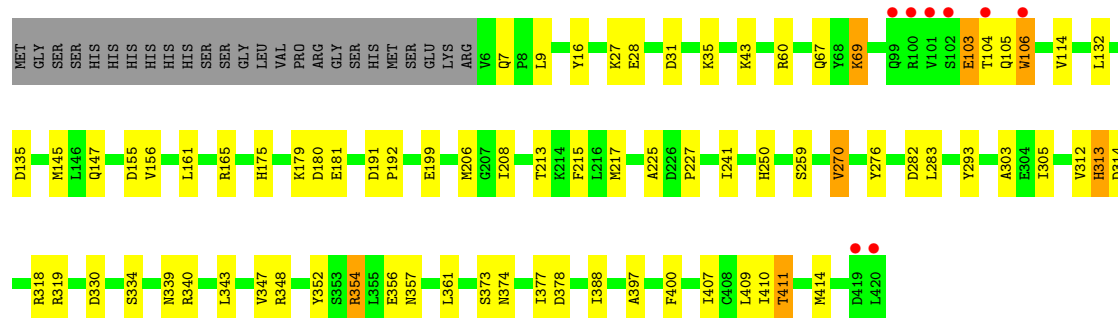 MET GLY SER SER HIS HIS HIS HIS HIS HIS SER SER GLY LEU VAL PRO ARG GLY SER HIS MET SER GLU LYS ARG V6 Q7 P8 L9 Y16 K27 E28 D31 K35 K43 R60 Q67 Y68 K69 Q99 R100 V101 S102 E103 T104 Q105 W106 V114 L132
D135 M145 L146 Q147 D155 V156 L161 R165 H175 K179 D180 E181 D191 P192 E199 M206 G207 I208 T213 K214 F215 L216 M217 A225 D226 P227 I241 H250 S259 V270 Y276 D282 L283 Y293 A303 E304 I305 V312 H313 D314
R318 R319 D330 S334 N339 R340 L343 V347 R348 Y352 S353 R354 L355 E356 N357 L361 S373 N374 I377 D378 I388 A397 F400 I407 C408 L409 I410 T411 M414 D419 L420